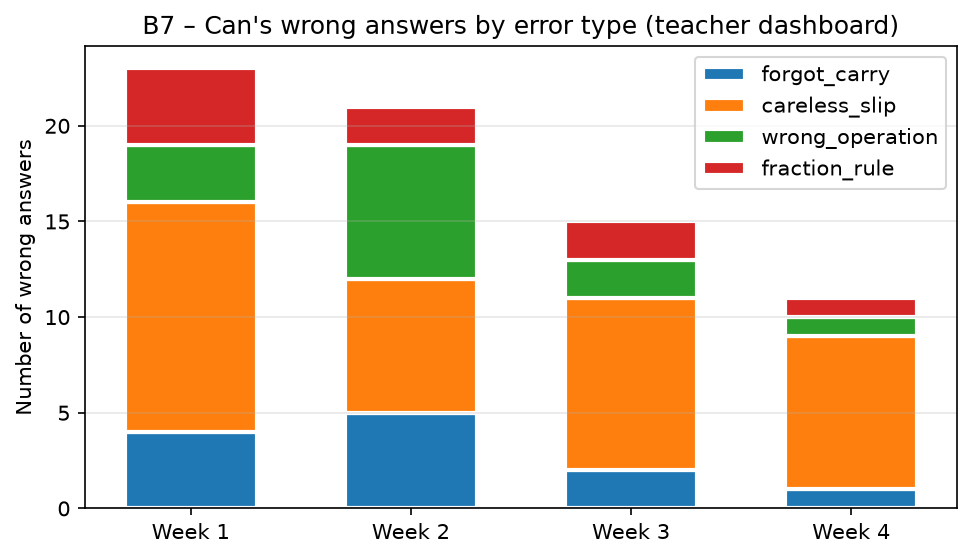 B7 – Can's wrong answers by error type (teacher dashboard)
Number of wrong answers
20
15
10
5
0
forgot_carry
careless_slip
wrong_operation
fraction_rule
Week 1 Week 2 Week 3 Week 4